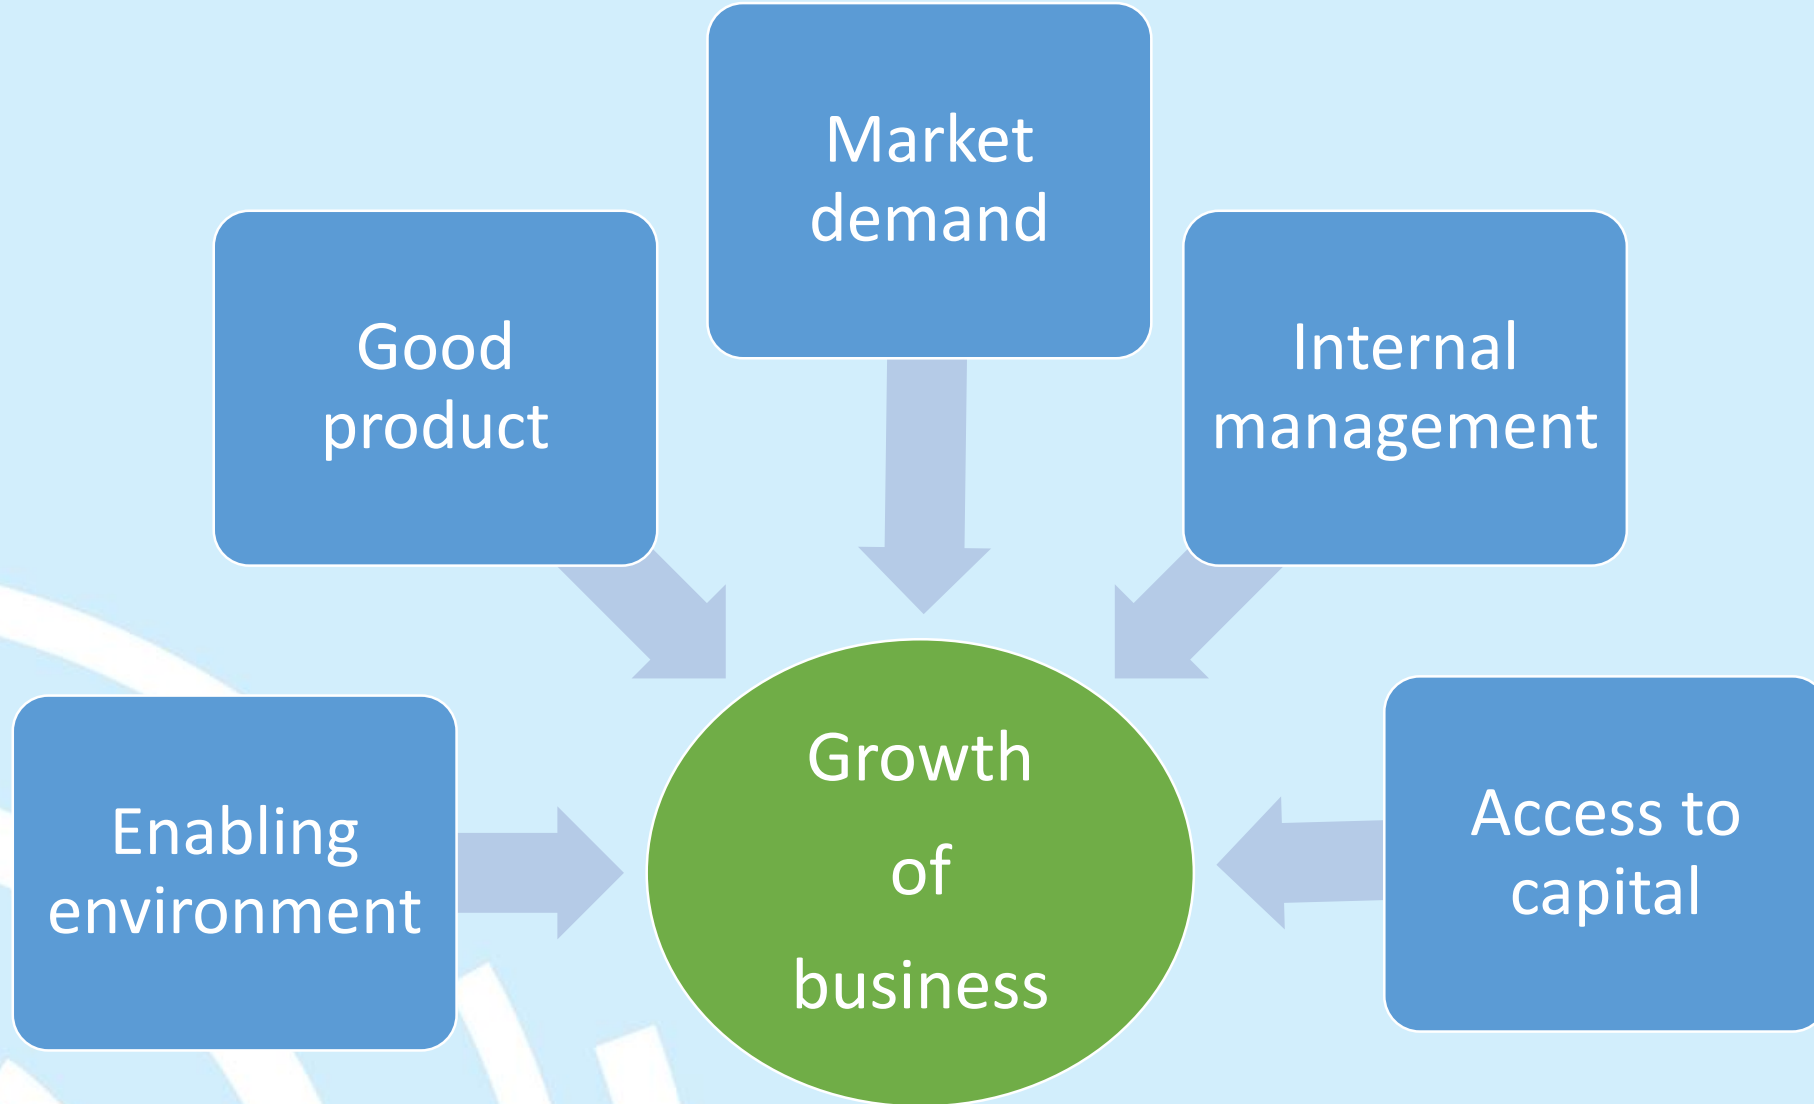 Market
demand
Good
product
Internal
management
Enabling
environment
Growth
of
business
Access to
capital